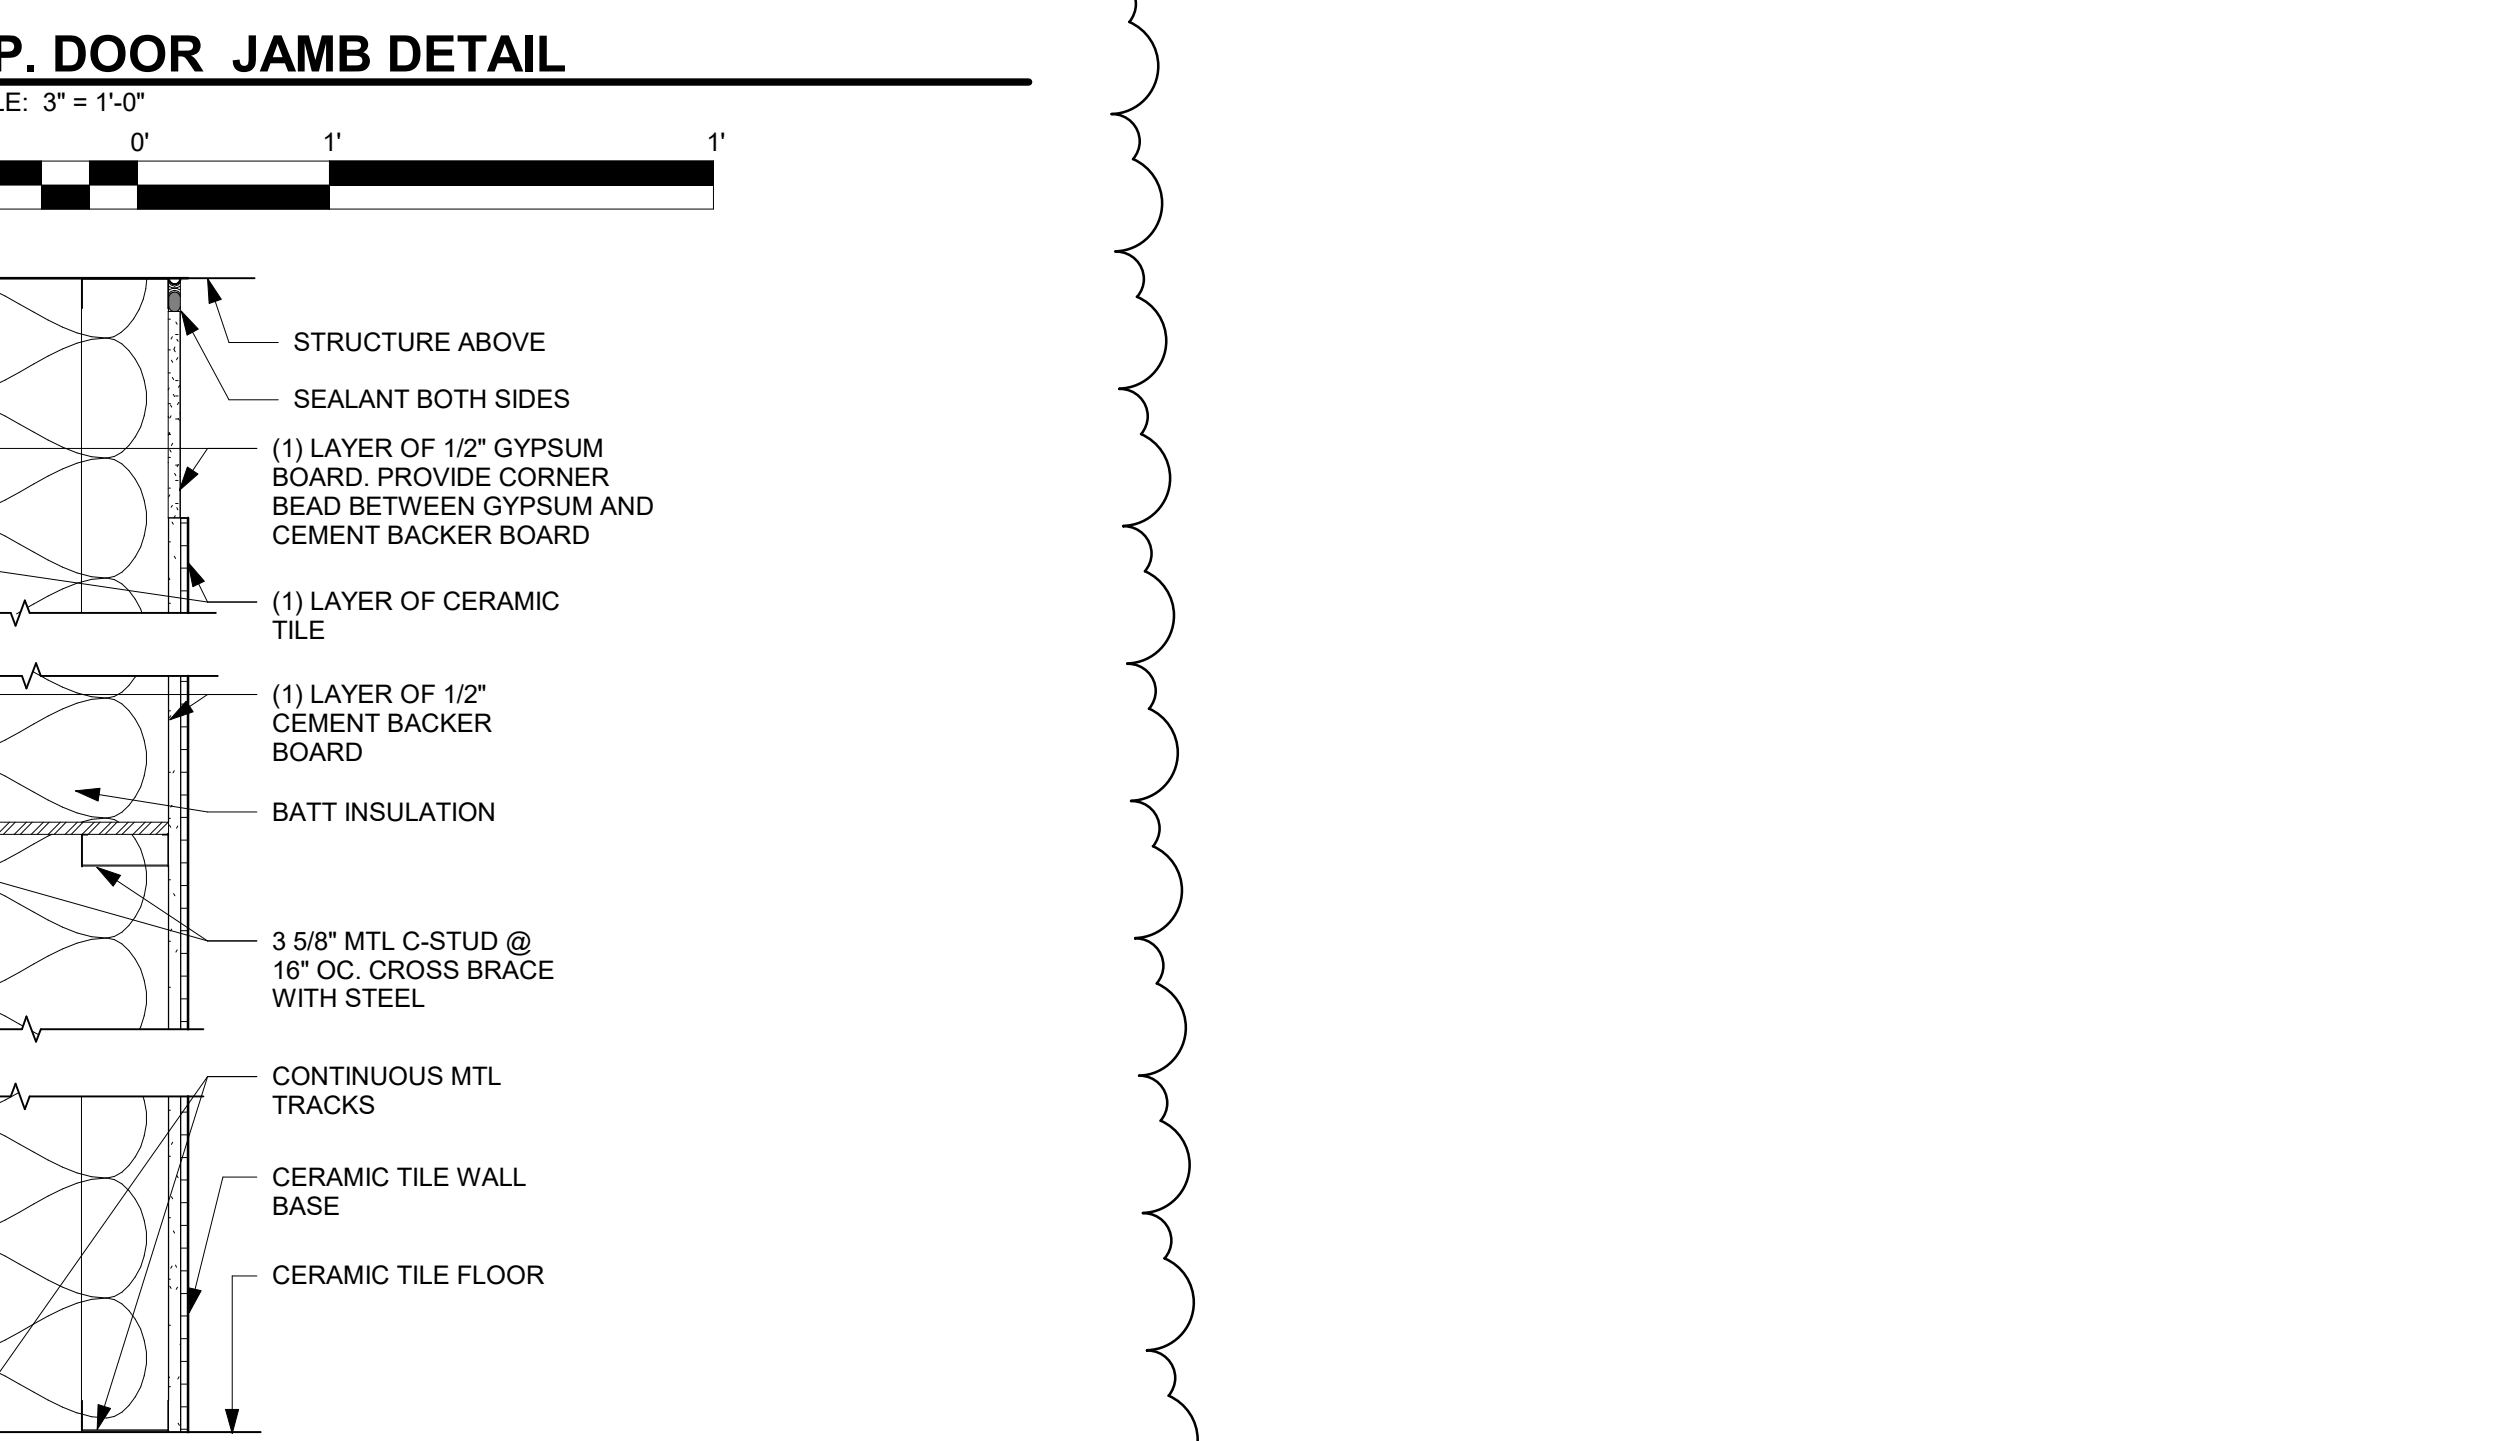 P. DOOR JAMB DETAIL
LE: 3" = 1'-0"
0' 1' 1'
STRUCTURE ABOVE
SEALANT BOTH SIDES
(1) LAYER OF 1/2" GYPSUM
BOARD. PROVIDE CORNER
BEAD BETWEEN GYPSUM AND
CEMENT BACKER BOARD
(1) LAYER OF CERAMIC
TILE
(1) LAYER OF 1/2"
CEMENT BACKER
BOARD
BATT INSULATION
3 5/8" MTL C-STUD @
16" OC. CROSS BRACE
WITH STEEL
CONTINUOUS MTL
TRACKS
CERAMIC TILE WALL
BASE
CERAMIC TILE FLOOR